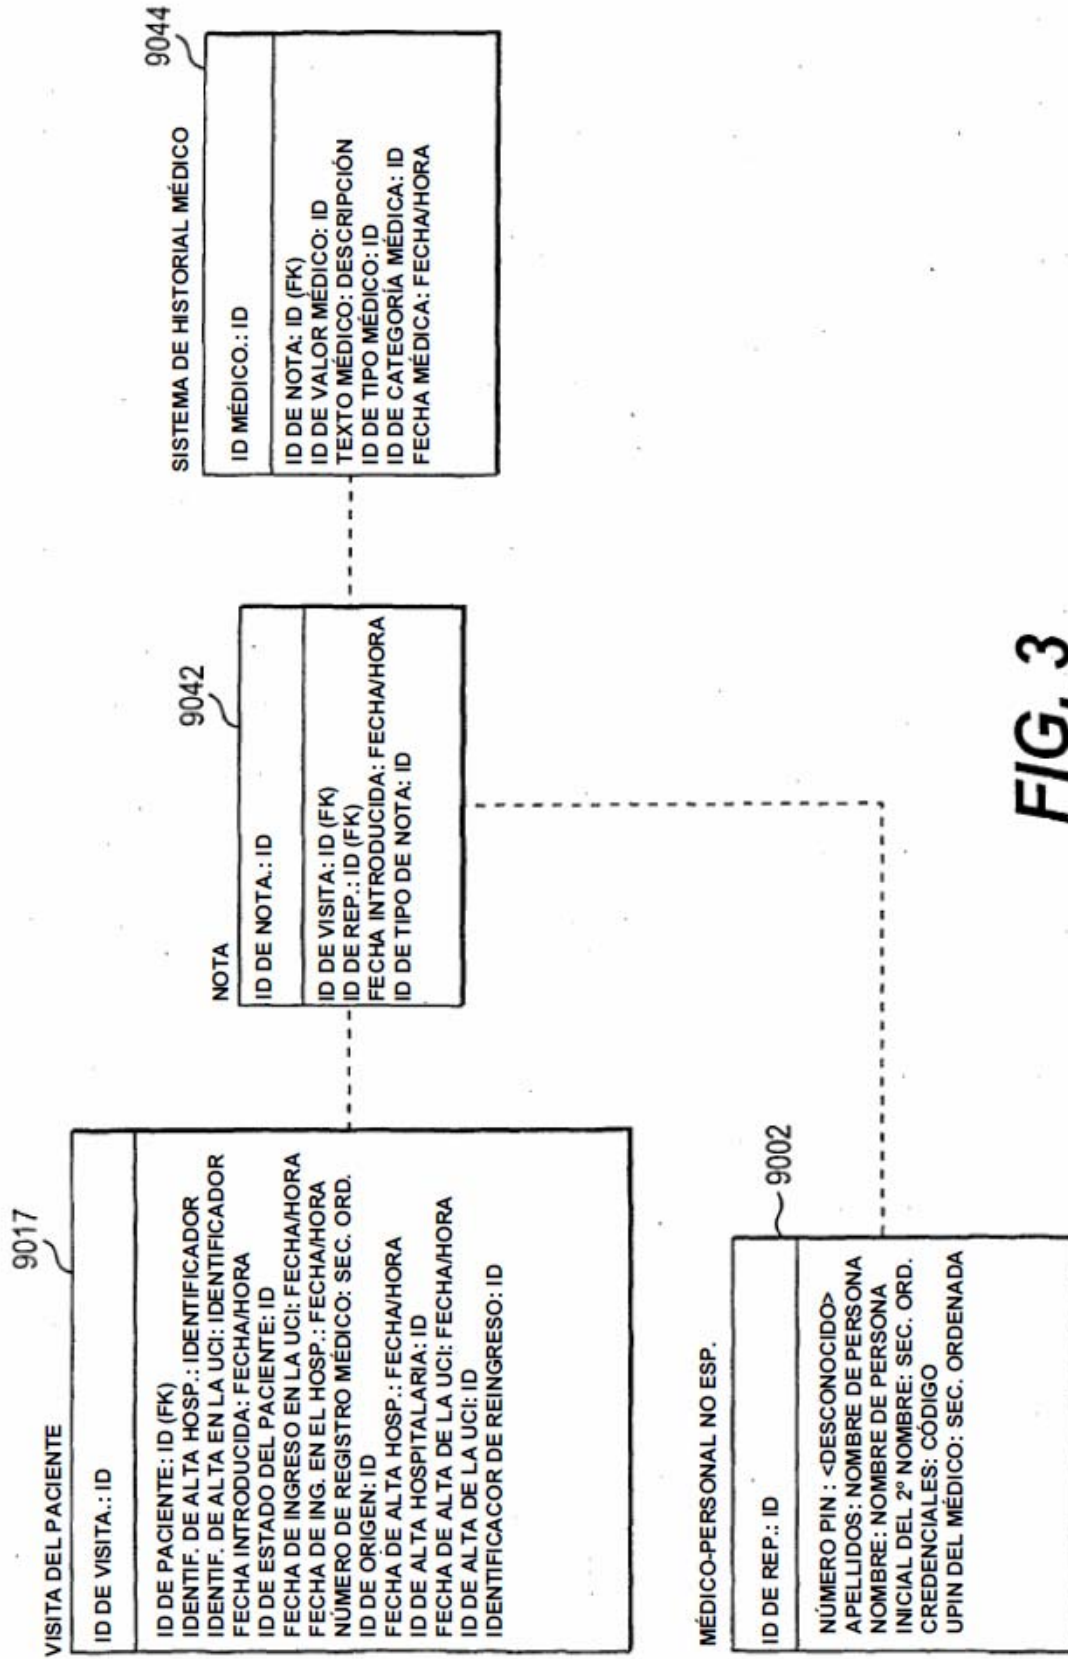 9017
VISITA DEL PACIENTE
ID DE VISITA.: ID
ID DE PACIENTE: ID (FK)
IDENTIF. DE ALTA HOSP.: IDENTIFICADOR
IDENTIF. DE ALTA EN LA UCI: IDENTIFICADOR
FECHA INTRODUCIDA: FECHA/HORA
ID DE ESTADO DEL PACIENTE: ID
FECHA DE INGRESO EN LA UCI: FECHA/HORA
FECHA DE ING. EN EL HOSP.: FECHA/HORA
NÚMERO DE REGISTRO MÉDICO: SEC. ORD.
ID DE ORIGEN: ID
FECHA DE ALTA HOSP.: FECHA/HORA
ID DE ALTA HOSPITALARIA: ID
FECHA DE ALTA DE LA UCI: FECHA/HORA
ID DE ALTA DE LA UCI: ID
IDENTIFICACOR DE REINGRESO: ID
9042
NOTA
ID DE NOTA.: ID
ID DE VISITA: ID (FK)
ID DE REP.: ID (FK)
FECHA INTRODUCIDA: FECHA/HORA
ID DE TIPO DE NOTA: ID
9044
SISTEMA DE HISTORIAL MÉDICO
ID MÉDICO.: ID
ID DE NOTA: ID (FK)
ID DE VALOR MÉDICO: ID
TEXTO MÉDICO: DESCRIPCIÓN
ID DE TIPO MÉDICO: ID
ID DE CATEGORÍA MÉDICA: ID
FECHA MÉDICA: FECHA/HORA
MÉDICO-PERSONAL NO ESP.
9002
ID DE REP.: ID
NÚMERO PIN : <DESCONOCIDO>
APELLIDOS: NOMBRE DE PERSONA
NOMBRE: NOMBRE DE PERSONA
INICIAL DEL 2º NOMBRE: SEC. ORD.
CREDENCIALES: CÓDIGO
UPIN DEL MÉDICO: SEC. ORDENADA
FIG. 3